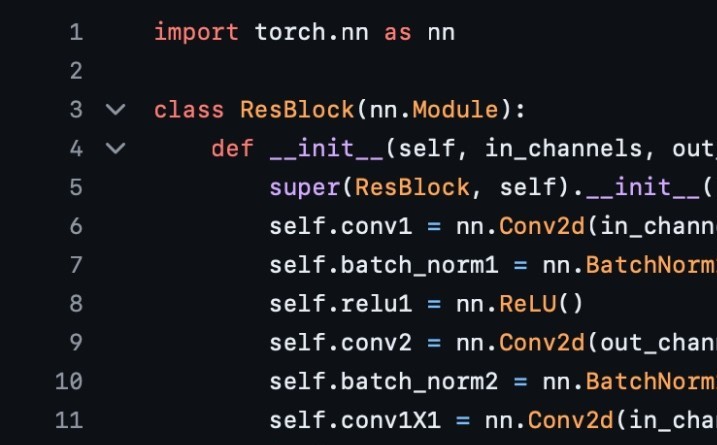 1 import torch.nn as nn
2
3 class ResBlock(nn.Module):
4 def __init__(self, in_channels, out_
5 super(ResBlock, self).__init__(
6 self.conv1 = nn.Conv2d(in_chann
7 self.batch_norm1 = nn.BatchNorm
8 self.relu1 = nn.ReLU()
9 self.conv2 = nn.Conv2d(out_chan
10 self.batch_norm2 = nn.BatchNorm
11 self.conv1X1 = nn.Conv2d(in_cha